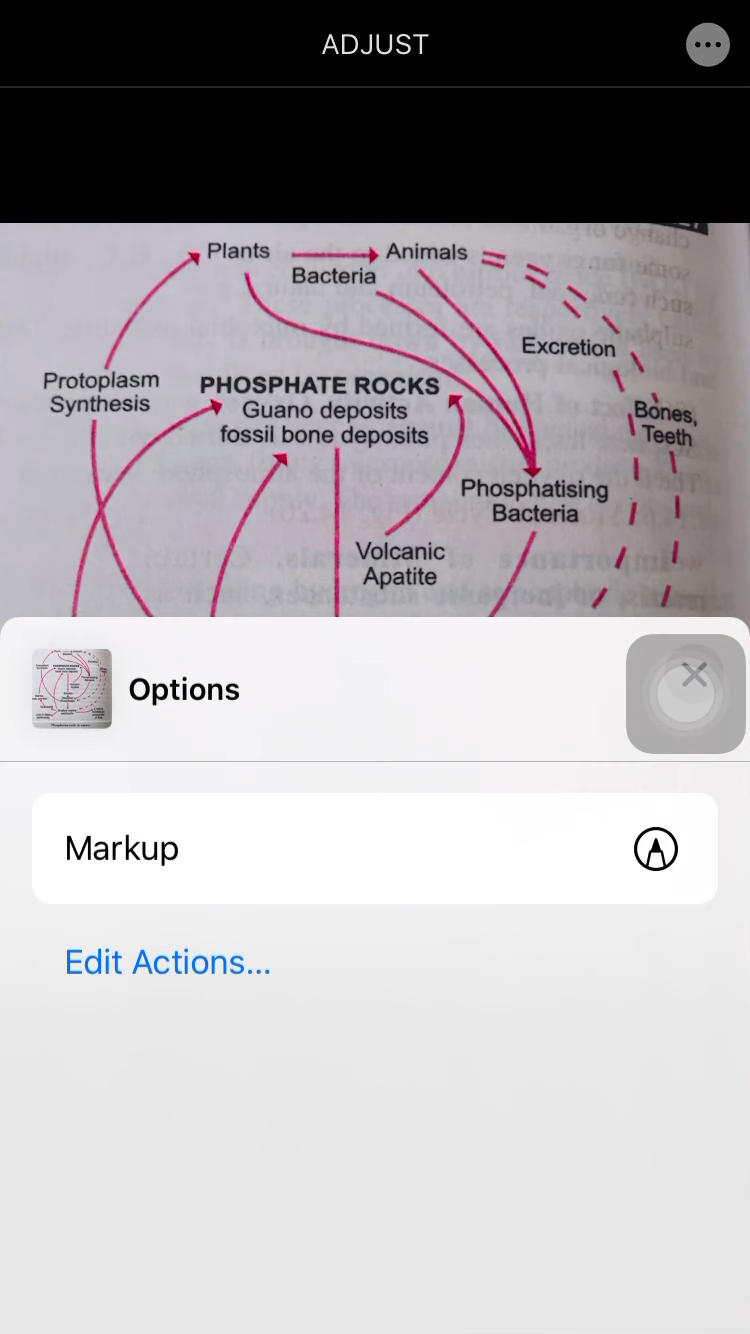 ADJUST
Plants
Animals
Bacteria
Excretion
Protoplasm
Synthesis
PHOSPHATE ROCKS
Guano deposits
fossil bone deposits
Bones,
Teeth
Phosphatising
Bacteria
Volcanic
Apatite
Options
Markup
Edit Actions...